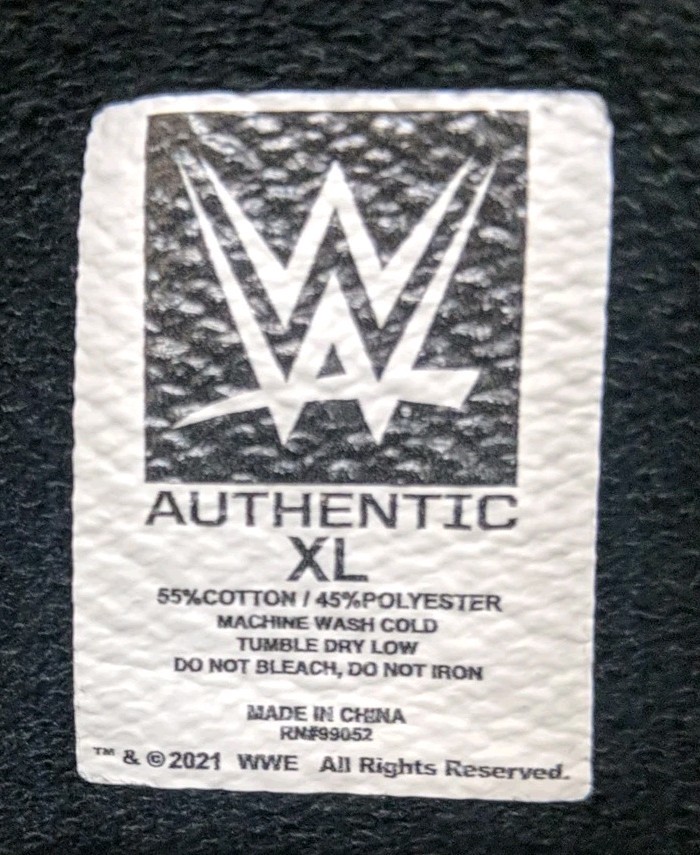 W
AUTHENTIC
XL
55%COTTON / 45%POLYESTER
MACHINE WASH COLD
TUMBLE DRY LOW
DO NOT BLEACH, DO NOT IRON
MADE IN CHINA
RN#99052
™ & ©2021 WWE All Rights Reserved.